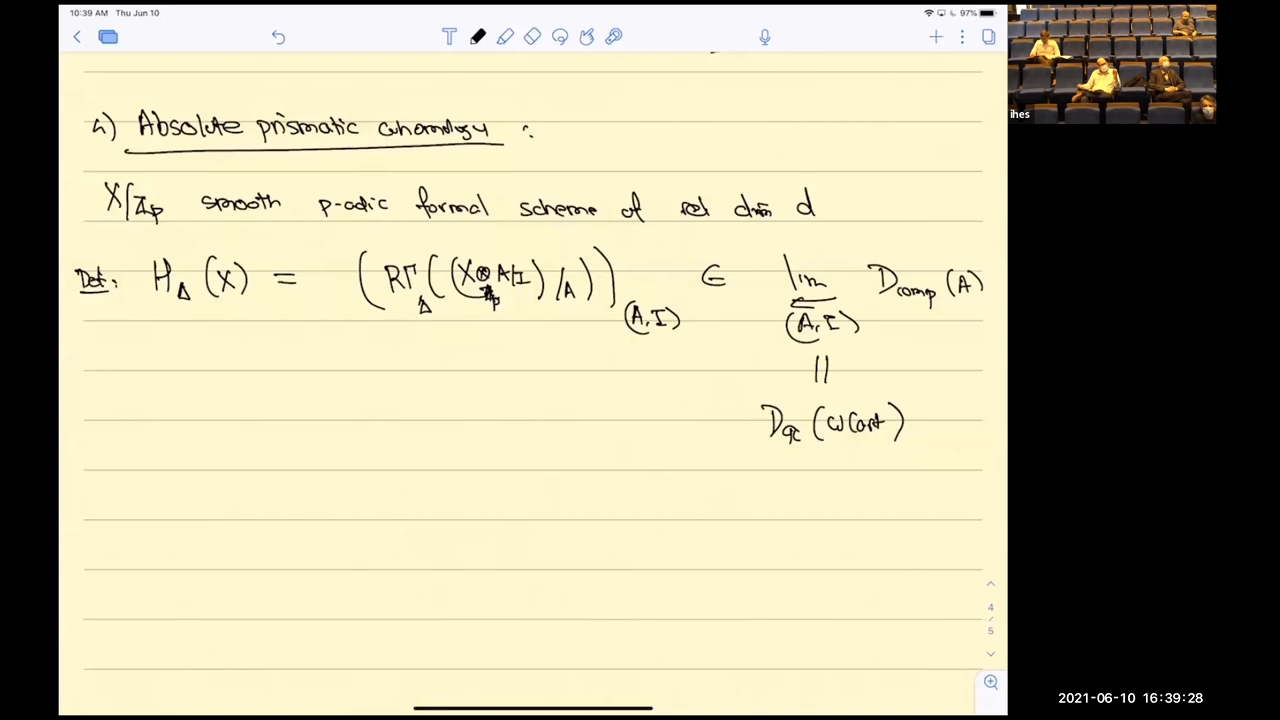 10:39 AM Thu Jun 10
97%
4) Absolute prismatic cohomology :
X/ℤp smooth p-adic formal scheme of rel dim d
Def: H_Δ (X) = ( RΓ_Δ ( (X ⊗_ℤp A/I) /A ) )_(A,I) ∈ lim_(A,I) D_comp (A)
||
D_qc (WCart)
ihes
4
/
5
2021-06-10 16:39:28